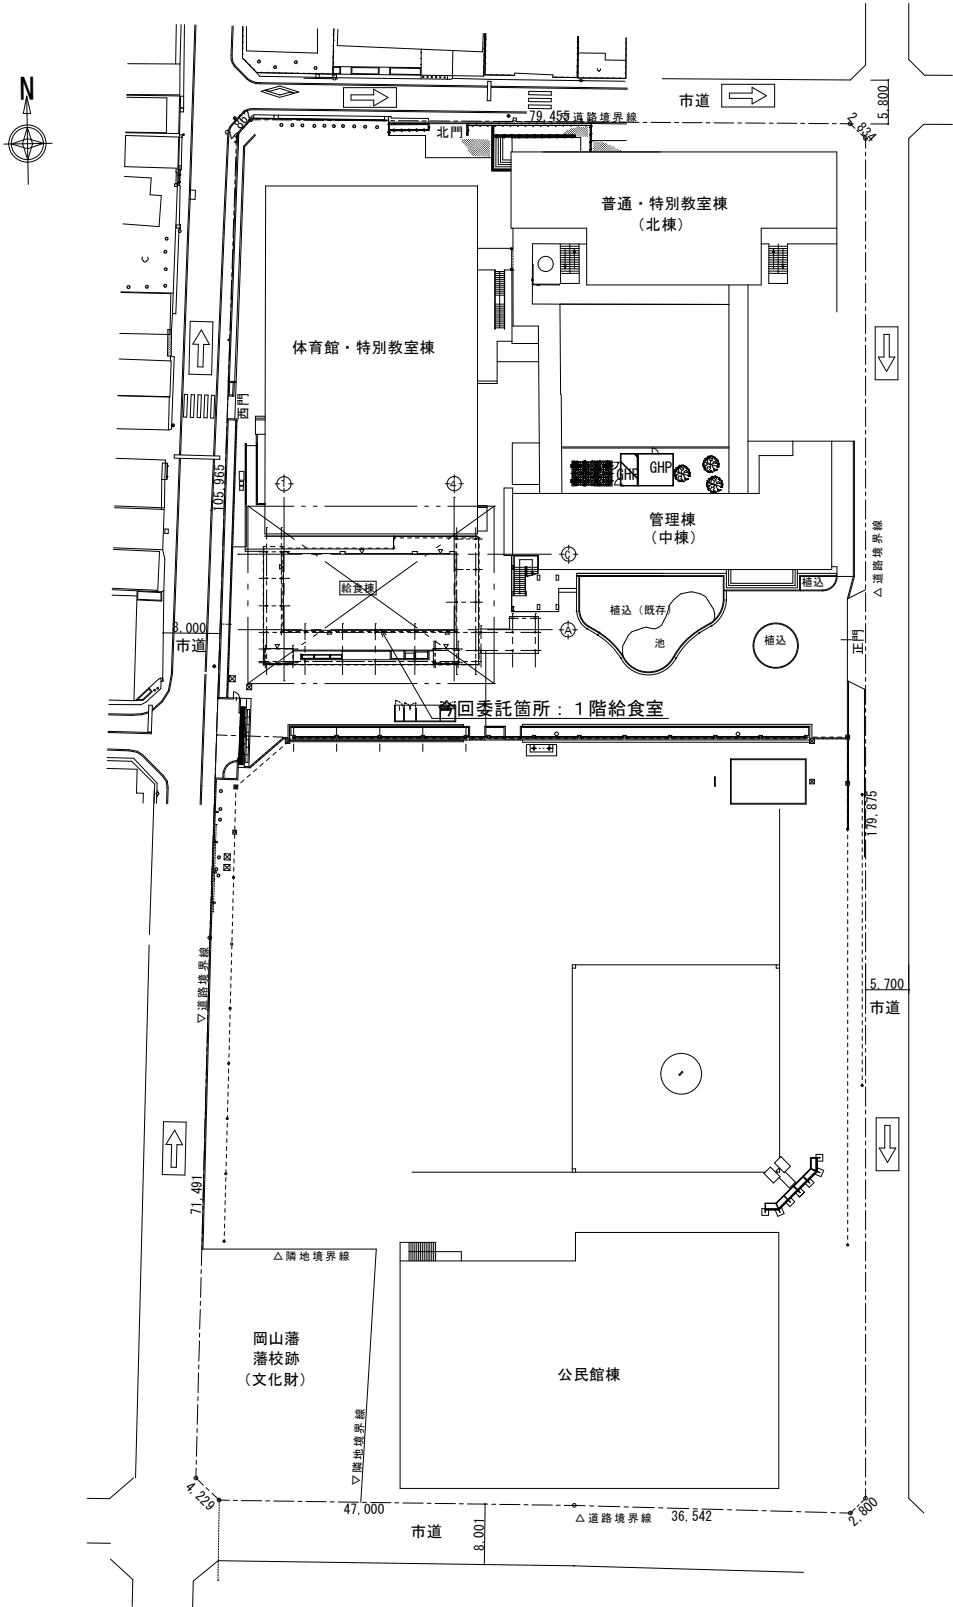 N
市道
5,800
79,455
▽道路境界線
2,834
北門
普通・特別教室棟
（北棟）
体育館・特別教室棟
西門
105,965
GHP
GHP
1
4
管理棟
（中棟）
C
給食棟
植込
植込（既存）
池
植込
A
△道路境界線
正門
8,000
市道
今回委託箇所：１階給食室
179,875
▽道路境界線
5,700
市道
71,491
△隣地境界線
岡山藩
藩校跡
（文化財）
公民館棟
▽隣地境界線
4,229
47,000
△道路境界線
36,542
2,800
市道
8,001